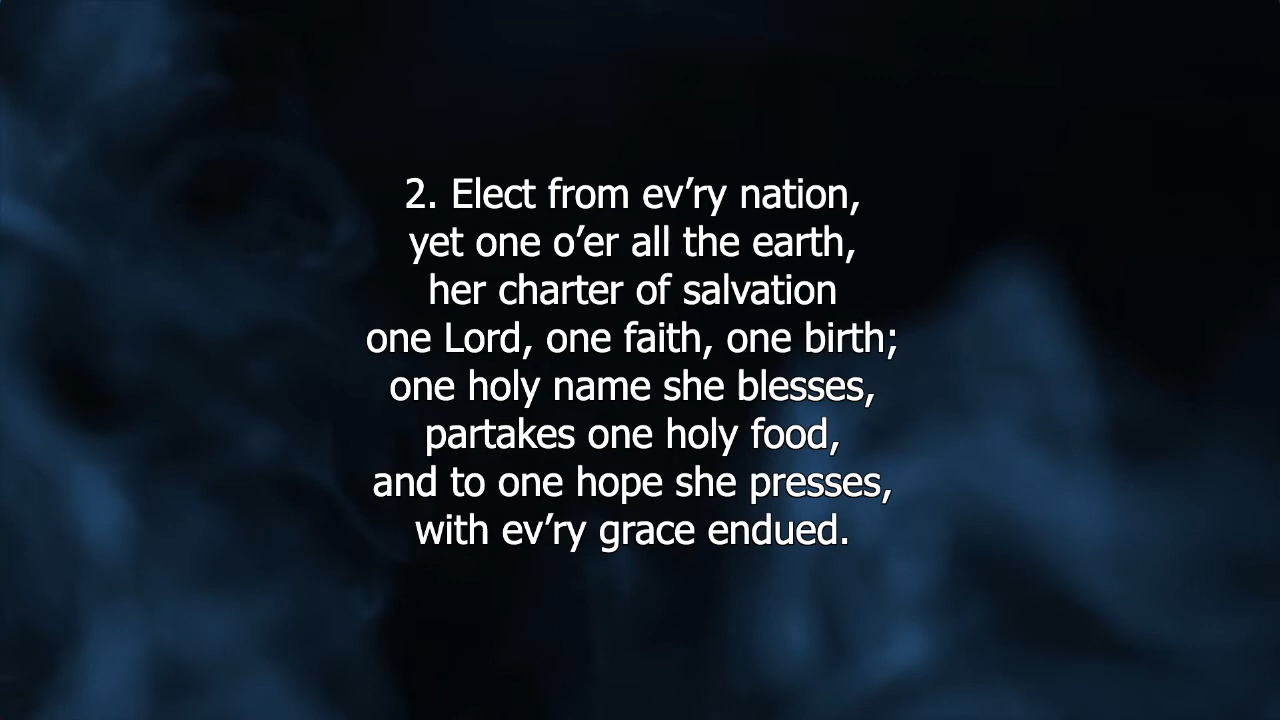 2. Elect from ev’ry nation,
yet one o’er all the earth,
her charter of salvation
one Lord, one faith, one birth;
one holy name she blesses,
partakes one holy food,
and to one hope she presses,
with ev’ry grace endued.